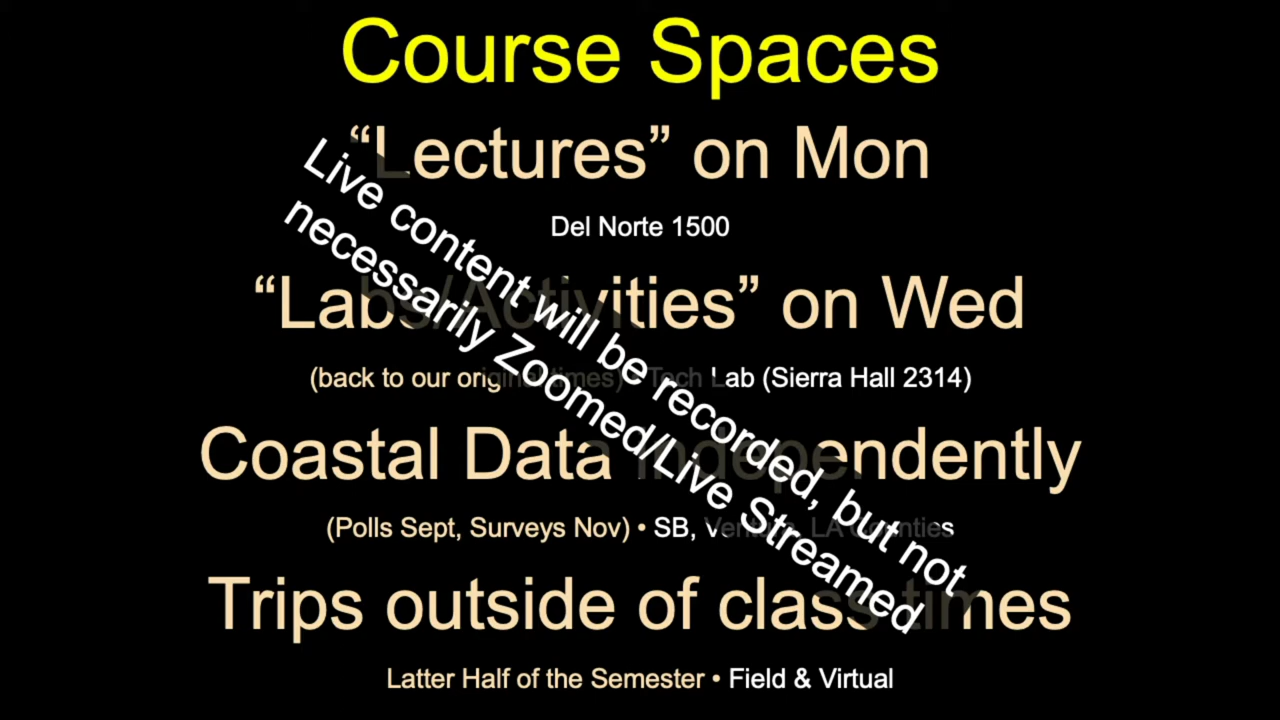 Course Spaces
“Lectures” on Mon
Del Norte 1500
“Labs/Activities” on Wed
(back to our original times) • Tech Lab (Sierra Hall 2314)
Coastal Data Independently
(Polls Sept, Surveys Nov) • SB, Ventura, LA Counties
Trips outside of class times
Latter Half of the Semester • Field & Virtual
Live content will be recorded, but not
necessarily Zoomed/Live Streamed